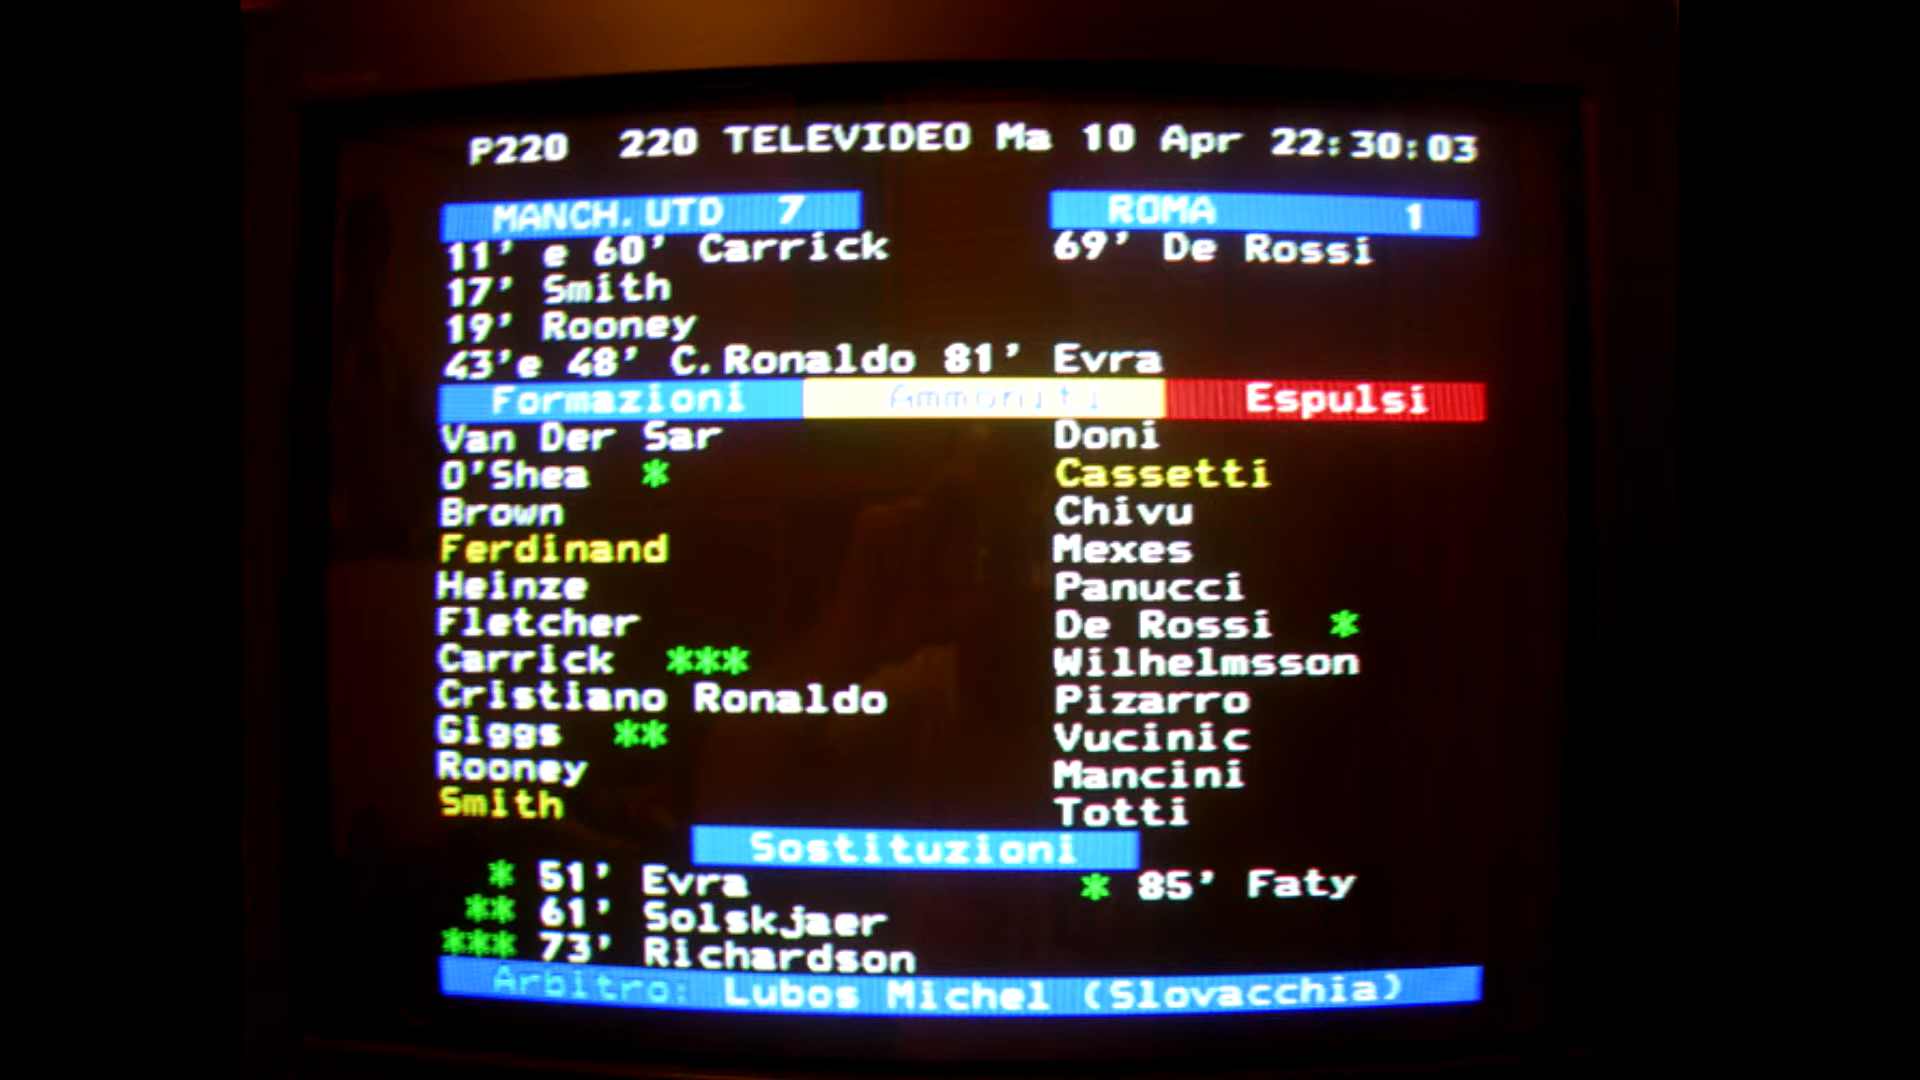 P220 220 TELEVIDEO Ma 10 Apr 22:30:03
MANCH.UTD 7 ROMA 1
11' e 60' Carrick 69' De Rossi
17' Smith
19' Rooney
43'e 48' C.Ronaldo 81' Evra
Formazioni Ammoniti Espulsi
Van Der Sar Doni
O'Shea * Cassetti
Brown Chivu
Ferdinand Mexes
Heinze Panucci
Fletcher De Rossi *
Carrick *** Wilhelmsson
Cristiano Ronaldo Pizarro
Giggs ** Vucinic
Rooney Mancini
Smith Totti
Sostituzioni
* 51' Evra * 85' Faty
** 61' Solskjaer
*** 73' Richardson
Arbitro: Lubos Michel (Slovacchia)